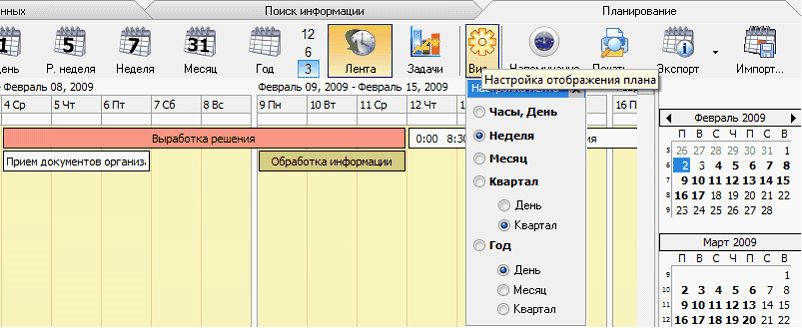 нных
Поиск информации
Планирование
1 5 7 31
12
6
3
день
Р. неделя
Неделя
Месяц
Год
Лента
Задачи
Вид
Напоминание
Печать
Экспорт
Импорт...
Настройка отображения плана
Февраль 08, 2009
Февраль 09, 2009 - Февраль 15, 2009
4 Ср 5 Чт 6 Пт 7 Сб 8 Вс 9 Пн 10 Вт 11 Ср 12 Чт 16 П
Выработка решения
0:00 8:30
ия
Прием документов организа
Обработка информации
Часы, День
Неделя
Месяц
Квартал
День
Квартал
Год
День
Месяц
Квартал
Февраль 2009
П В С Ч П С В
5 26 27 28 29 30 31 1
6 2 3 4 5 6 7 8
7 9 10 11 12 13 14 15
8 16 17 18 19 20 21 22
9 23 24 25 26 27 28
Март 2009
П В С Ч П С В
9 1
10 2 3 4 5 6 7 8
11 9 10 11 12 13 14 15
12 16 17 18 19 20 21 22